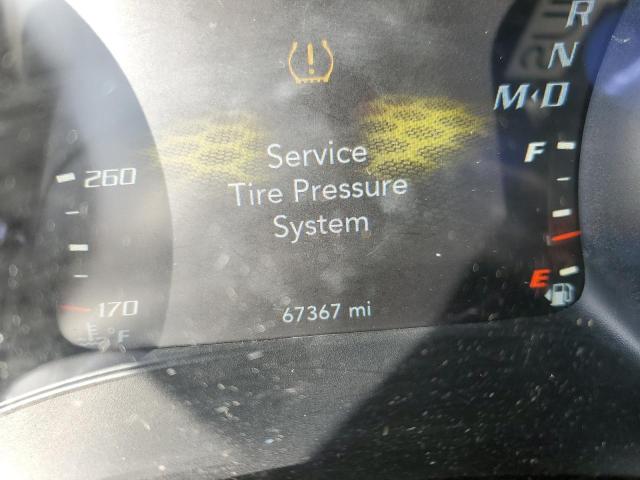 R
N
M D
F
Service
260
Tire Pressure
System
E
170
67367 mi
°F